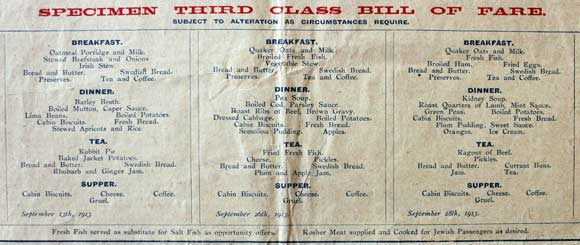 SPECIMEN THIRD CLASS BILL OF FARE.
SUBJECT TO ALTERATION AS CIRCUMSTANCES REQUIRE.
BREAKFAST.
Oatmeal Porridge and Milk.
Stewed Beefsteak and Onions
Irish Stew.
Bread and Butter. Swedish Bread.
Preserves. Tea and Coffee.
DINNER.
Barley Broth.
Boiled Mutton, Caper Sauce.
Lima Beans. Boiled Potatoes.
Cabin Biscuits. Fresh Bread.
Stewed Apricots and Rice
TEA.
Rabbit Pie
Baked Jacket Potatoes.
Bread and Butter. Swedish Bread.
Rhubarb and Ginger Jam.
SUPPER.
Cabin Biscuits. Cheese. Coffee.
Gruel.
September 13th, 1913
BREAKFAST.
Quaker Oats and Milk.
Broiled Fresh Fish.
Vegetable Stew.
Bread and Butter. Swedish Bread.
Preserves. Tea and Coffee.
DINNER.
Pea Soup.
Boiled Cod, Parsley Sauce.
Roast Ribs of Beef, Brown Gravy.
Dressed Cabbage. Boiled Potatoes.
Cabin Biscuits. Fresh Bread.
Semolina Pudding. Apples.
TEA.
Fried Fresh Fish.
Cheese. Pickles.
Bread and Butter. Swedish Bread.
Plum and Apple Jam.
SUPPER.
Cabin Biscuits. Cheese. Coffee.
Gruel.
September 26th, 1913.
BREAKFAST.
Quaker Oats and Milk.
Fresh Fish.
Broiled Ham. Fried Eggs.
Bread and Butter. Swedish Bread.
Preserves. Tea and Coffee.
DINNER.
Kidney Soup.
Roast Quarters of Lamb, Mint Sauce.
Green Peas. Boiled Potatoes.
Cabin Biscuits. Fresh Bread.
Plum Pudding, Sweet Sauce.
Oranges. Ice Cream.
TEA.
Ragout of Beef.
Pickles.
Bread and Butter. Currant Buns.
Jam. Tea.
SUPPER.
Cabin Biscuits. Cheese. Coffee.
Gruel.
September 28th, 1913.
Fresh Fish served as substitute for Salt Fish as opportunity offers. Kosher Meat supplied and Cooked for Jewish Passengers as desired.